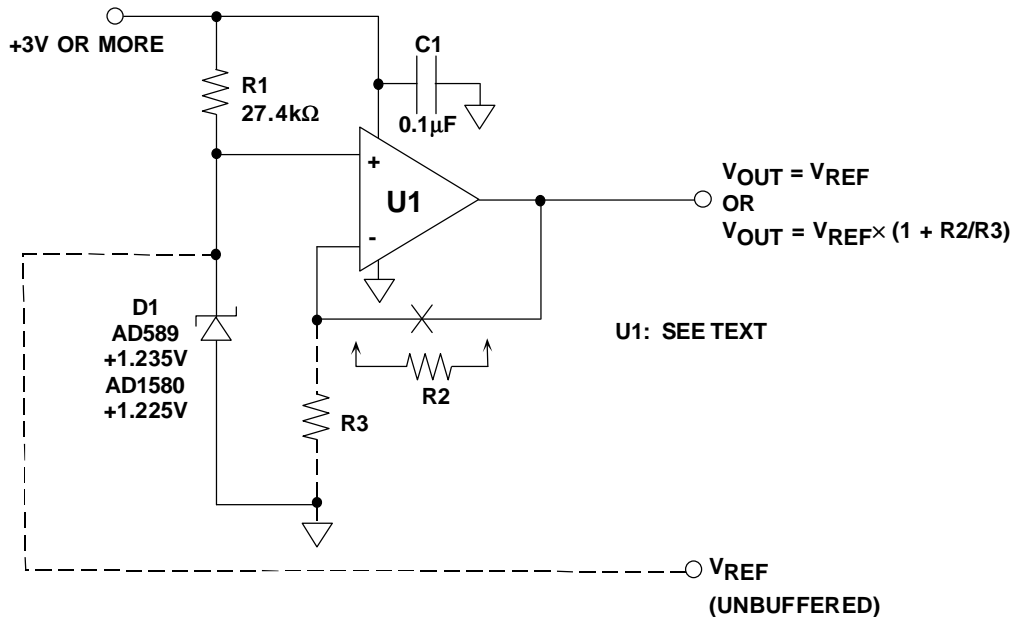 +3V OR MORE
C1
R1
27.4kΩ
0.1μF
+
U1
-
VOUT = VREF
OR
VOUT = VREF× (1 + R2/R3)
D1
AD589
+1.235V
AD1580
+1.225V
U1: SEE TEXT
R2
R3
VREF
(UNBUFFERED)